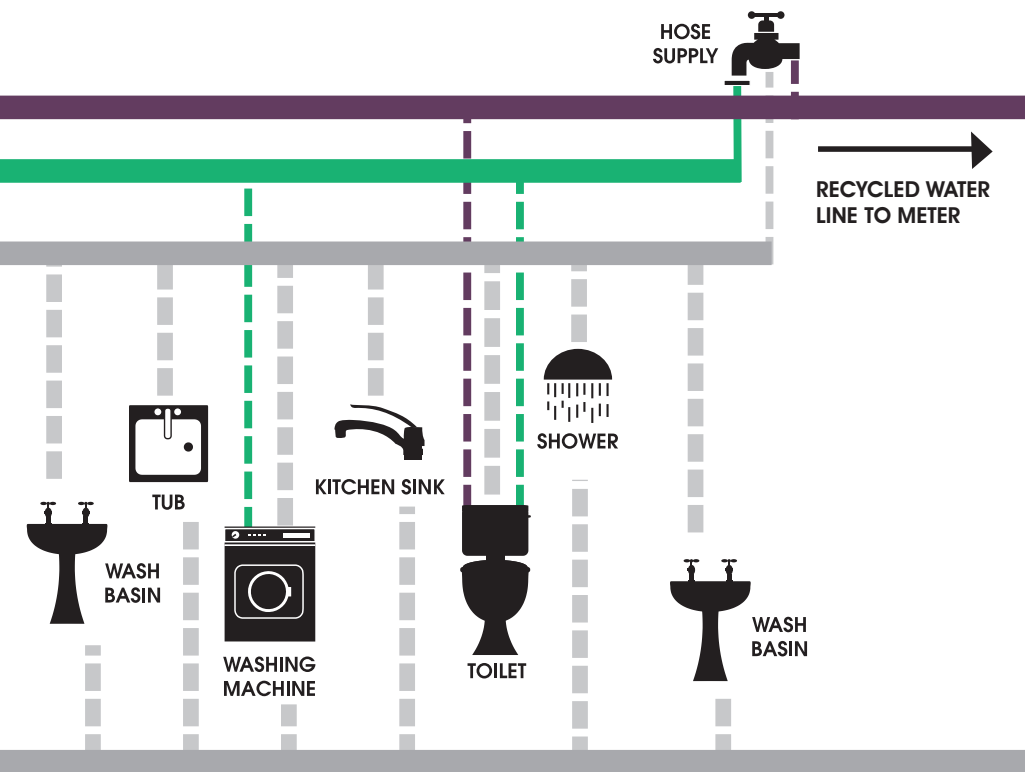 HOSE
SUPPLY
RECYCLED WATER
LINE TO METER
SHOWER
KITCHEN SINK
TUB
WASH
BASIN
WASH
BASIN
WASHING
MACHINE
TOILET